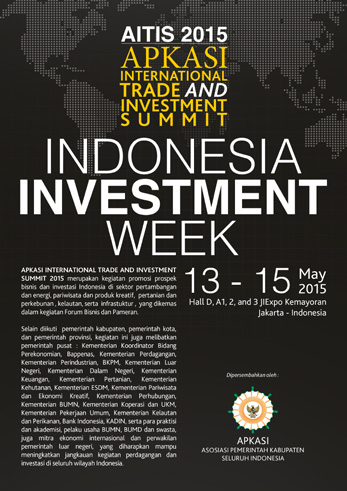 AITIS 2015
APKASI
INTERNATIONAL
TRADE AND
INVESTMENT
SUMMIT
INDONESIA
INVESTMENT
WEEK
APKASI INTERNATIONAL TRADE AND INVESTMENT
SUMMIT 2015 merupakan kegiatan promosi prospek
bisnis dan investasi Indonesia di sektor pertambangan
dan energi, pariwisata dan produk kreatif, pertanian dan
perkebunan, kelautan, serta infrastuktur, yang dikemas
dalam kegiatan Forum Bisnis dan Pameran.
Selain diikuti pemerintah kabupaten, pemerintah kota,
dan pemerintah provinsi, kegiatan ini juga melibatkan
pemerintah pusat : Kementerian Koordinator Bidang
Perekonomian, Bappenas, Kementerian Perdagangan,
Kementerian Perindustrian, BKPM, Kementerian Luar
Negeri, Kementerian Dalam Negeri, Kementerian
Keuangan, Kementerian Pertanian, Kementerian
Kehutanan, Kementerian ESDM, Kementerian Pariwisata
dan Ekonomi Kreatif, Kementerian Perhubungan,
Kementerian BUMN, Kementerian Koperasi dan UKM,
Kementerian Pekerjaan Umum, Kementerian Kelautan
dan Perikanan, Bank Indonesia, KADIN, serta para praktisi
dan akademisi, pelaku usaha BUMN, BUMD dan swasta,
juga mitra ekonomi internasional dan perwakilan
pemerintah luar negeri, yang diharapkan mampu
meningkatkan jangkauan kegiatan perdagangan dan
investasi di seluruh wilayah Indonesia.
13 - 15 May 2015
Hall D, A1, 2, and 3 JIExpo Kemayoran
Jakarta - Indonesia
Dipersembahkan oleh :
APKASI
ASOSIASI PEMERINTAH KABUPATEN
SELURUH INDONESIA